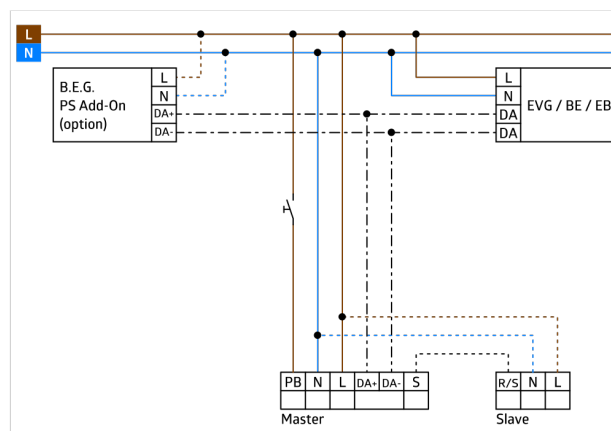 L
N
B.E.G.
PS Add-On
(option)
L
N
DA+
DA-
L
N
DA
DA
EVG / BE / EB
PB N L DA+ DA- S
Master
R/S N L
Slave